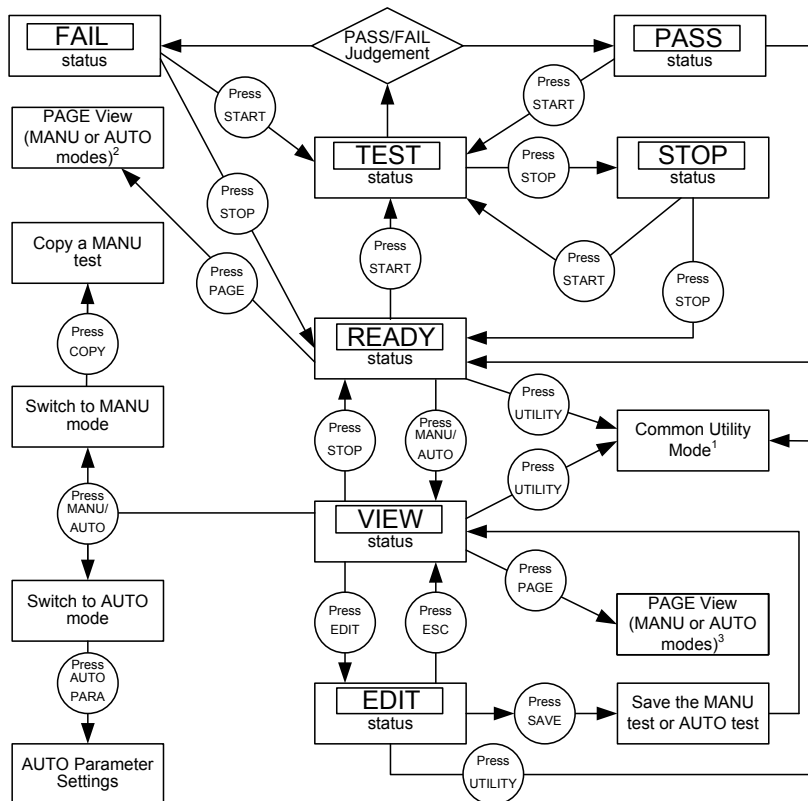 FAIL
status
PASS/FAIL
Judgement
PASS
status
Press
START
Press
START
PAGE View
(MANU or AUTO
modes)2
TEST
status
Press
STOP
STOP
status
Press
STOP
Copy a MANU
test
Press
START
Press
START
Press
PAGE
Press
STOP
Press
COPY
READY
status
Switch to MANU
mode
Press
STOP
Press
MANU/
AUTO
Press
UTILITY
Common Utility
Mode1
Press
UTILITY
Press
MANU/
AUTO
VIEW
status
Press
PAGE
Switch to AUTO
mode
Press
EDIT
Press
ESC
PAGE View
(MANU or AUTO
modes)3
Press
AUTO
PARA
EDIT
status
Press
SAVE
Save the MANU
test or AUTO test
AUTO Parameter
Settings
Press
UTILITY